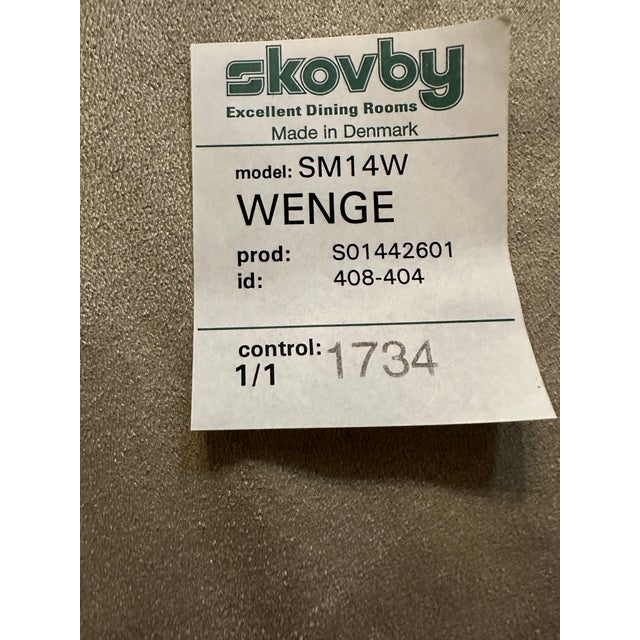 skovby
Excellent Dining Rooms
Made in Denmark
model: SM14W
WENGE
prod: S01442601
id: 408-404
control: 1734
1/1